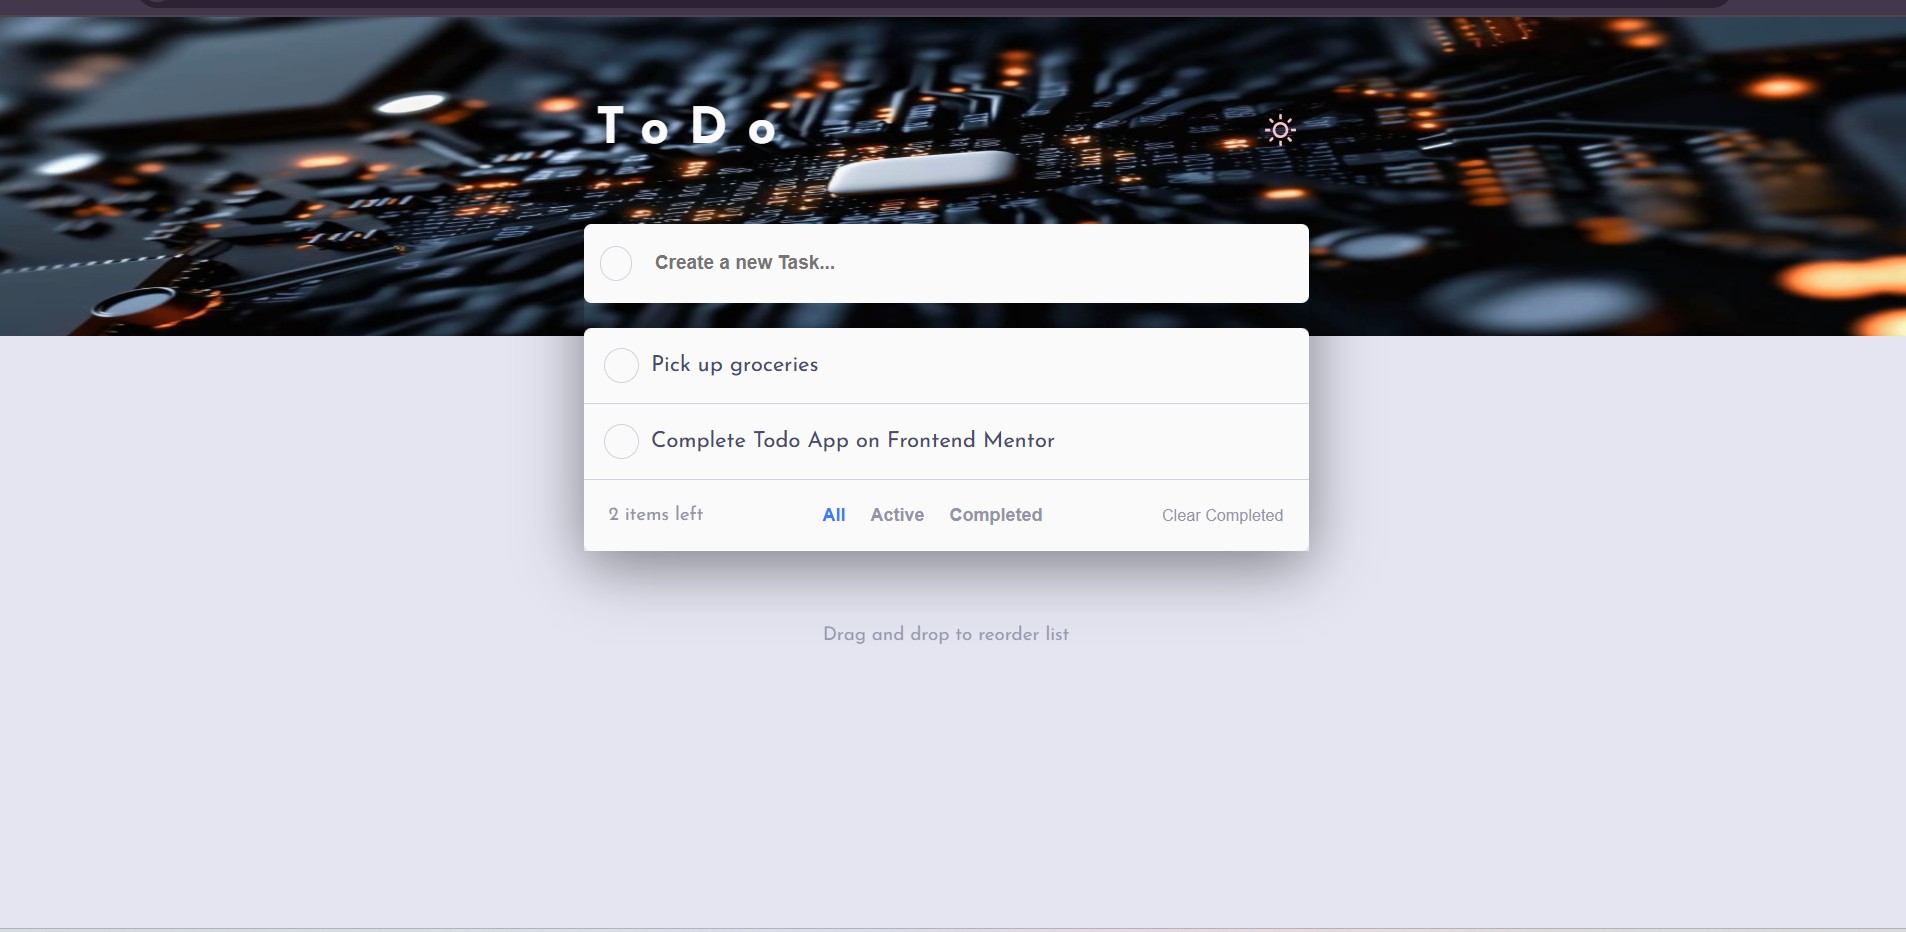 ToDo
Create a new Task...
Pick up groceries
Complete Todo App on Frontend Mentor
2 items left All Active Completed Clear Completed
Drag and drop to reorder list